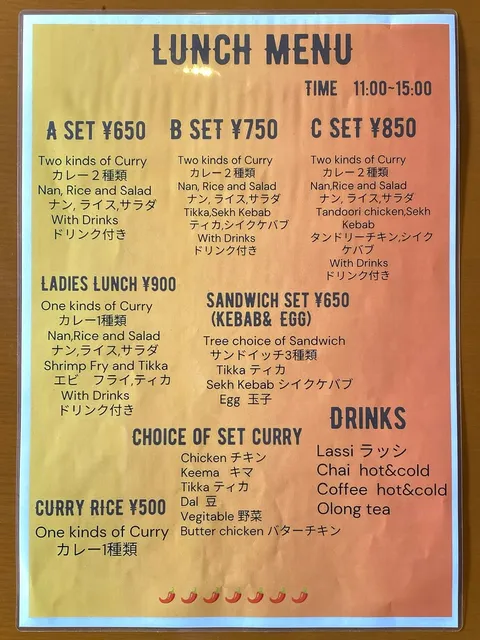 LUNCH MENU
TIME 11:00~15:00
A SET ¥650
Two kinds of Curry
カレー２種類
Nan, Rice and Salad
ナン, ライス,サラダ
With Drinks
ドリンク付き
B SET ¥750
Two kinds of Curry
カレー２種類
Nan, Rice and Salad
ナン, ライス,サラダ
Tikka,Sekh Kebab
ティカ,シイクケバブ
With Drinks
ドリンク付き
C SET ¥850
Two kinds of Curry
カレー２種類
Nan,Rice and Salad
ナン, ライス,サラダ
Tandoori chicken,Sekh
Kebab
タンドリーチキン,シイク
ケバブ
With Drinks
ドリンク付き
LADIES LUNCH ¥900
One kinds of Curry
カレー1種類
Nan,Rice and Salad
ナン,ライス,サラダ
Shrimp Fry and Tikka
エビ フライ,ティカ
With Drinks
ドリンク付き
SANDWICH SET ¥650
(KEBAB& EGG)
Tree choice of Sandwich
サンドイッチ3種類
Tikka ティカ
Sekh Kebab シイクケバブ
Egg 玉子
DRINKS
Lassi ラッシ
Chai hot&cold
Coffee hot&cold
Olong tea
CHOICE OF SET CURRY
Chicken チキン
Keema キマ
Tikka ティカ
Dal 豆
Vegitable 野菜
Butter chicken バターチキン
CURRY RICE ¥500
One kinds of Curry
カレー1種類